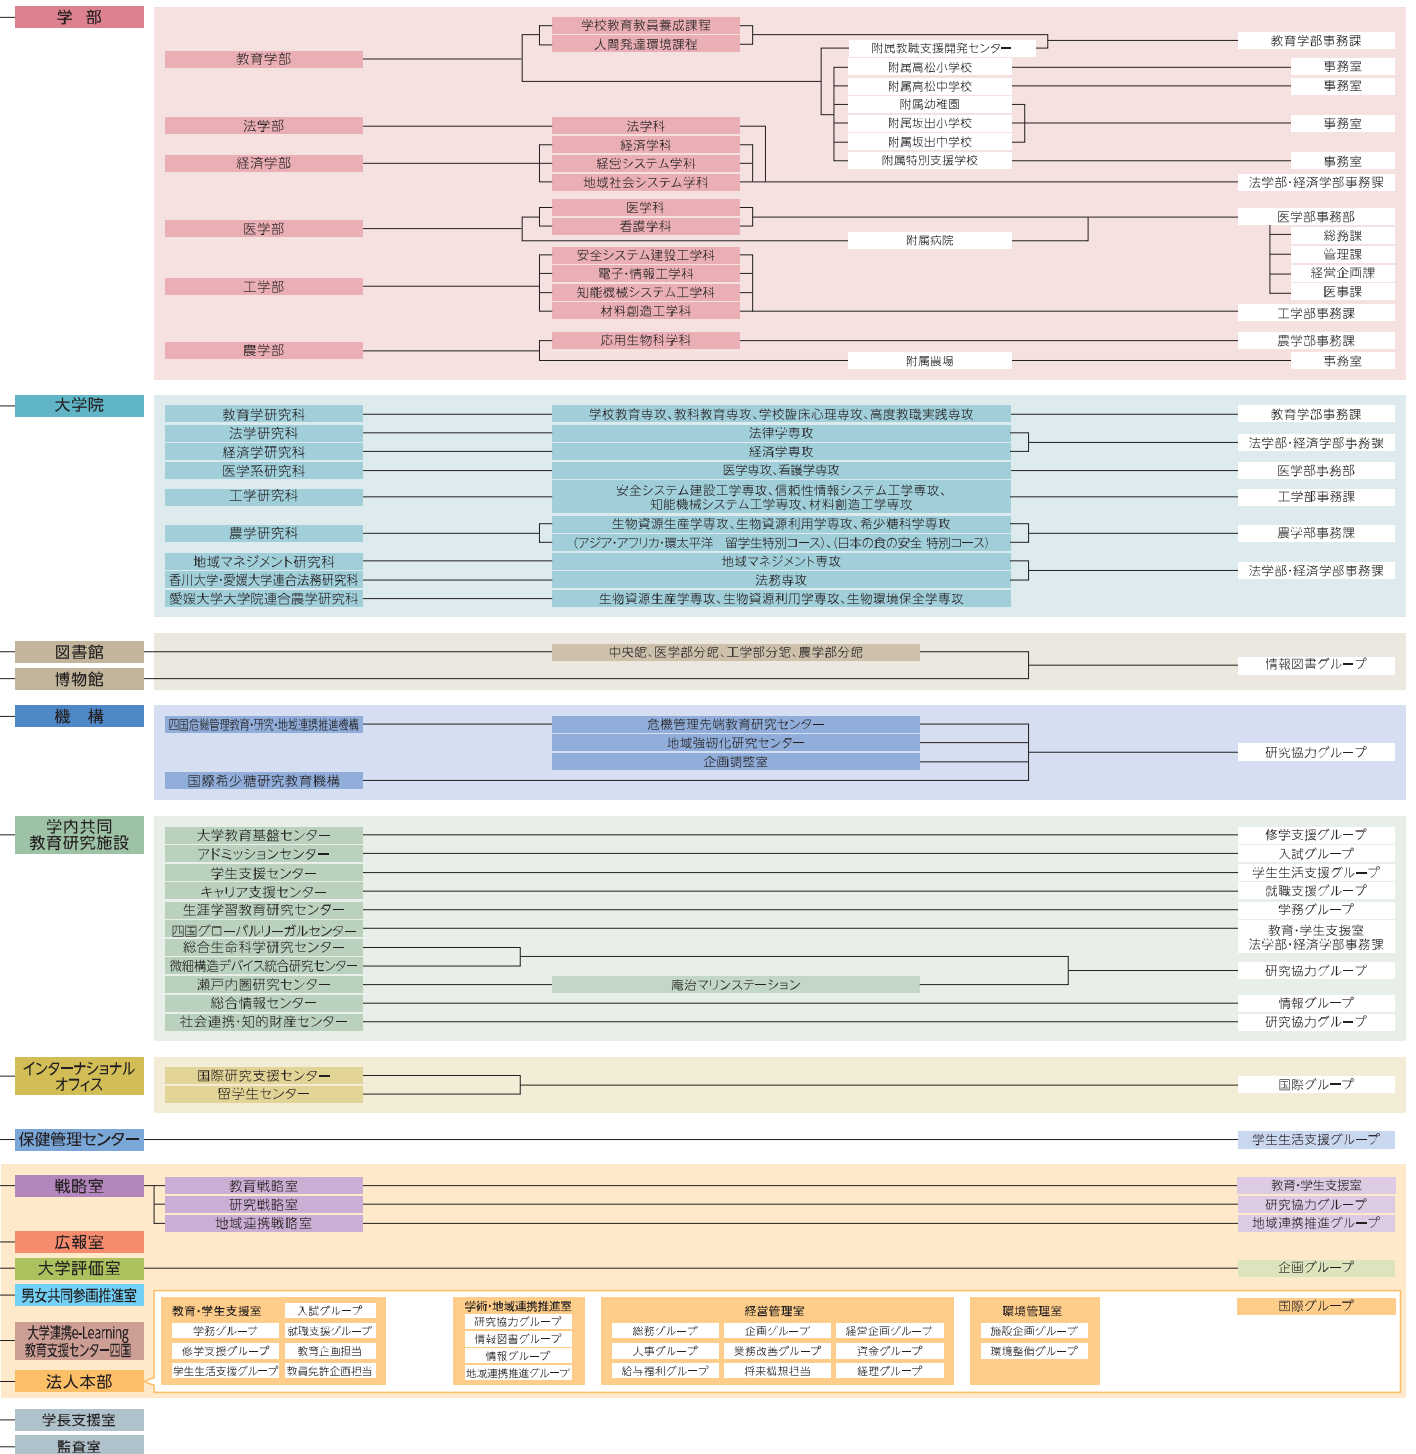 学 部
教育学部
学校教育教員養成課程
人間発達環境課程
附属教職支援開発センター
教育学部事務課
附属高松小学校
事務室
附属高松中学校
事務室
附属幼稚園
附属坂出小学校
事務室
附属坂出中学校
附属特別支援学校
事務室
法学部
法学科
経済学部
経済学科
経営システム学科
地域社会システム学科
法学部・経済学部事務課
医学部
医学科
看護学科
附属病院
医学部事務部
総務課
管理課
経営企画課
医事課
工学部
安全システム建設工学科
電子・情報工学科
知能機械システム工学科
材料創造工学科
工学部事務課
農学部
応用生物科学科
農学部事務課
附属農場
事務室
大学院
教育学研究科
学校教育専攻、教科教育専攻、学校臨床心理専攻、高度教職実践専攻
教育学部事務課
法学研究科
法律学専攻
経済学研究科
経済学専攻
法学部・経済学部事務課
医学系研究科
医学専攻、看護学専攻
医学部事務部
工学研究科
安全システム建設工学専攻、信頼性情報システム工学専攻、
知能機械システム工学専攻、材料創造工学専攻
工学部事務課
農学研究科
生物資源生産学専攻、生物資源利用学専攻、希少糖科学専攻
（アジア・アフリカ・環太平洋　留学生特別コース）、（日本の食の安全 特別コース）
農学部事務課
地域マネジメント研究科
地域マネジメント専攻
香川大学・愛媛大学連合法務研究科
法務専攻
法学部・経済学部事務課
愛媛大学大学院連合農学研究科
生物資源生産学専攻、生物資源利用学専攻、生物環境保全学専攻
図書館
中央館、医学部分館、工学部分館、農学部分館
博物館
情報図書グループ
機 構
四国危機管理教育・研究・地域連携推進機構
危機管理先端教育研究センター
地域強靱化研究センター
企画調整室
国際希少糖研究教育機構
研究協力グループ
学内共同
教育研究施設
大学教育基盤センター
修学支援グループ
アドミッションセンター
入試グループ
学生支援センター
学生生活支援グループ
キャリア支援センター
就職支援グループ
生涯学習教育研究センター
学務グループ
四国グローバルリーガルセンター
教育・学生支援室
法学部・経済学部事務課
総合生命科学研究センター
微細構造デバイス統合研究センター
研究協力グループ
瀬戸内圏研究センター
庵治マリンステーション
総合情報センター
情報グループ
社会連携・知的財産センター
研究協力グループ
インターナショナル
オフィス
国際研究支援センター
留学生センター
国際グループ
保健管理センター
学生生活支援グループ
戦略室
教育戦略室
教育・学生支援室
研究戦略室
研究協力グループ
地域連携戦略室
地域連携推進グループ
広報室
大学評価室
企画グループ
男女共同参画推進室
大学連携e-Learning
教育支援センター四国
法人本部
教育・学生支援室
入試グループ
学務グループ
就職支援グループ
修学支援グループ
教育企画担当
学生生活支援グループ
教員免許企画担当
学術・地域連携推進室
研究協力グループ
情報図書グループ
情報グループ
地域連携推進グループ
経営管理室
総務グループ
企画グループ
経営企画グループ
人事グループ
業務改善グループ
資金グループ
給与福利グループ
将来構想担当
経理グループ
環境管理室
施設企画グループ
環境整備グループ
国際グループ
学長支援室
監査室